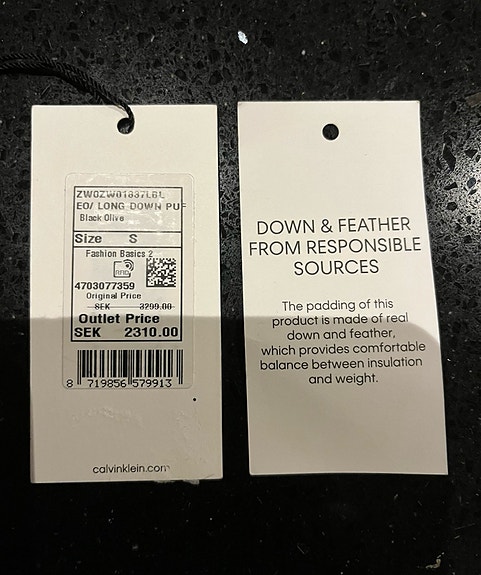 ZW0ZW01837LBL
EO/ LONG DOWN PUF
Black Olive
Size S
Fashion Basics 2
RFID
4703077359
Original Price
SEK 3299.00
Outlet Price
SEK 2310.00
8 719856 579913
calvinklein.com
DOWN & FEATHER
FROM RESPONSIBLE
SOURCES
The padding of this
product is made of real
down and feather,
which provides comfortable
balance between insulation
and weight.